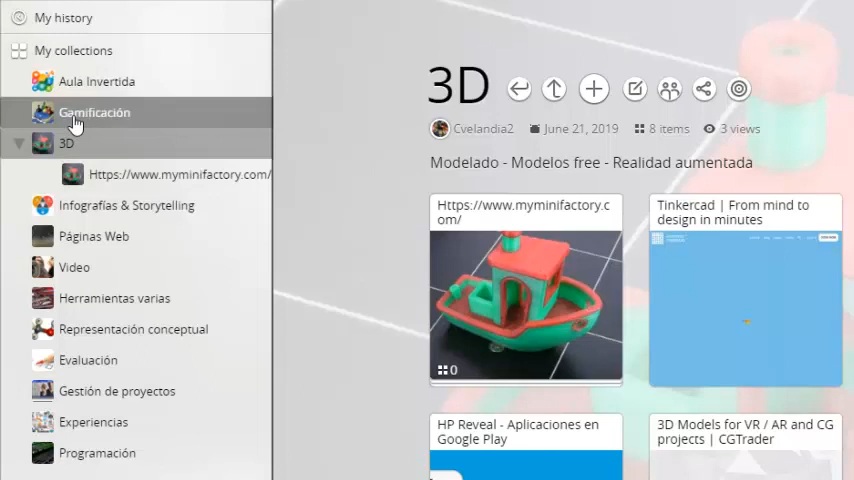 My history
My collections
Aula Invertida
Gamificación
3D
Https://www.myminifactory.com/
Infografías & Storytelling
Páginas Web
Video
Herramientas varias
Representación conceptual
Evaluación
Gestión de proyectos
Experiencias
Programación
3D
Cvelandia2 June 21, 2019 8 items 3 views
Modelado - Modelos free - Realidad aumentada
Https://www.myminifactory.c
om/
0
Tinkercad | From mind to
design in minutes
HP Reveal - Aplicaciones en
Google Play
3D Models for VR / AR and CG
projects | CGTrader